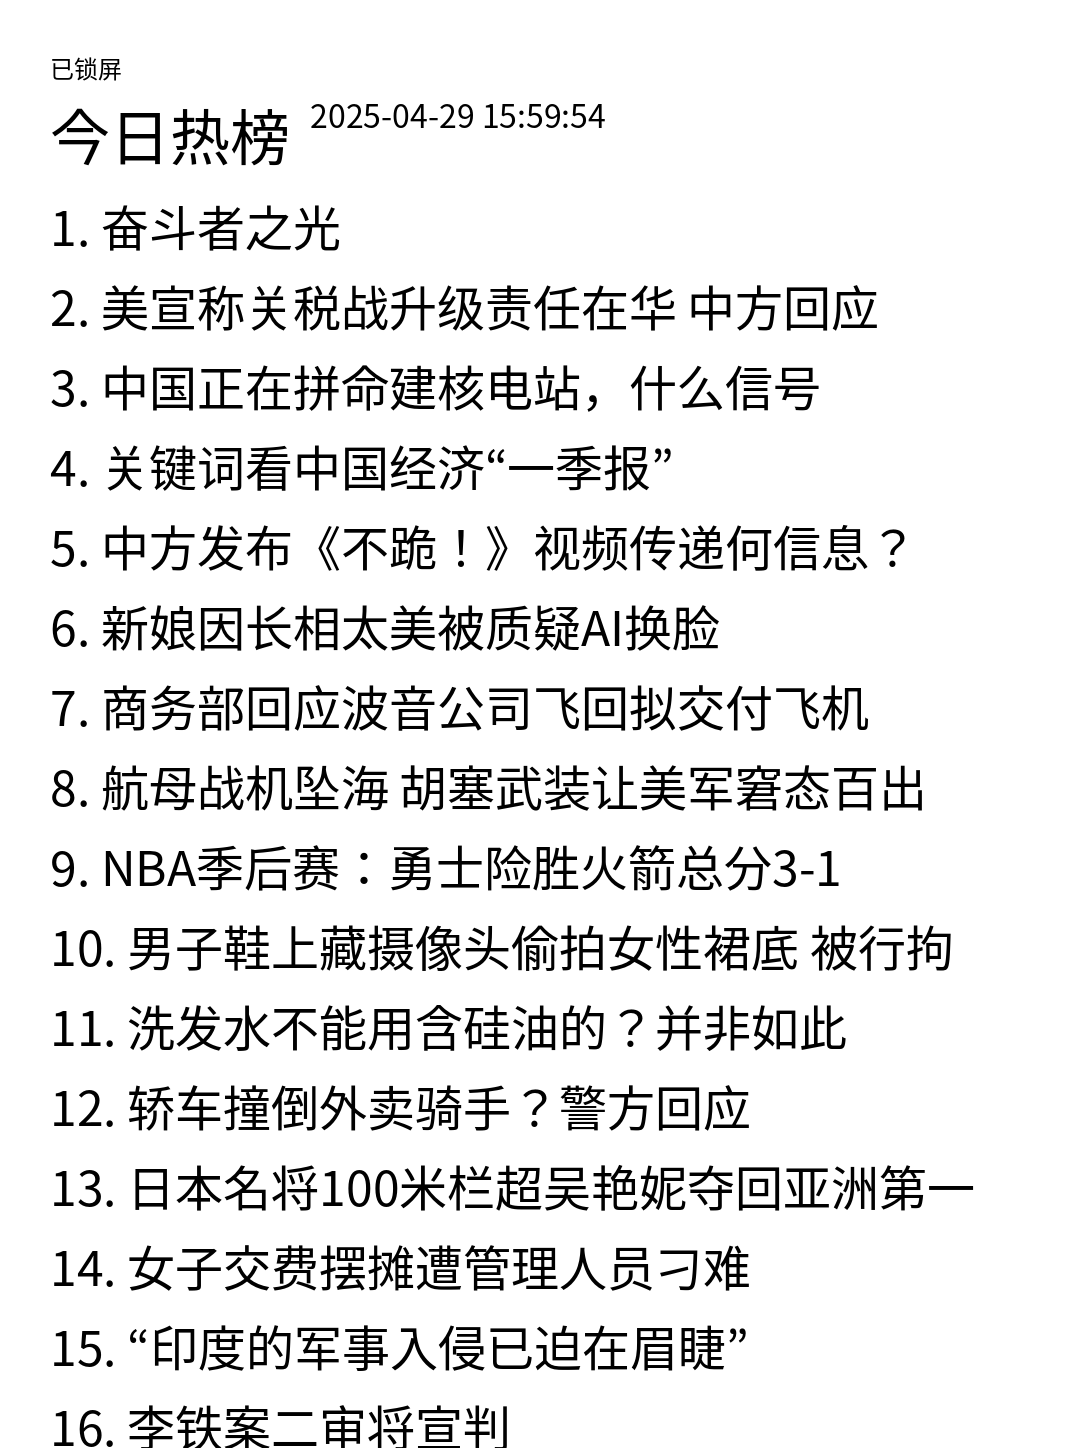 已锁屏
今日热榜 2025-04-29 15:59:54
1. 奋斗者之光
2. 美宣称关税战升级责任在华 中方回应
3. 中国正在拼命建核电站，什么信号
4. 关键词看中国经济“一季报”
5. 中方发布《不跪！》视频传递何信息？
6. 新娘因长相太美被质疑AI换脸
7. 商务部回应波音公司飞回拟交付飞机
8. 航母战机坠海 胡塞武装让美军窘态百出
9. NBA季后赛：勇士险胜火箭总分3-1
10. 男子鞋上藏摄像头偷拍女性裙底 被行拘
11. 洗发水不能用含硅油的？并非如此
12. 轿车撞倒外卖骑手？警方回应
13. 日本名将100米栏超吴艳妮夺回亚洲第一
14. 女子交费摆摊遭管理人员刁难
15. “印度的军事入侵已迫在眉睫”
16. 李铁案二审将宣判